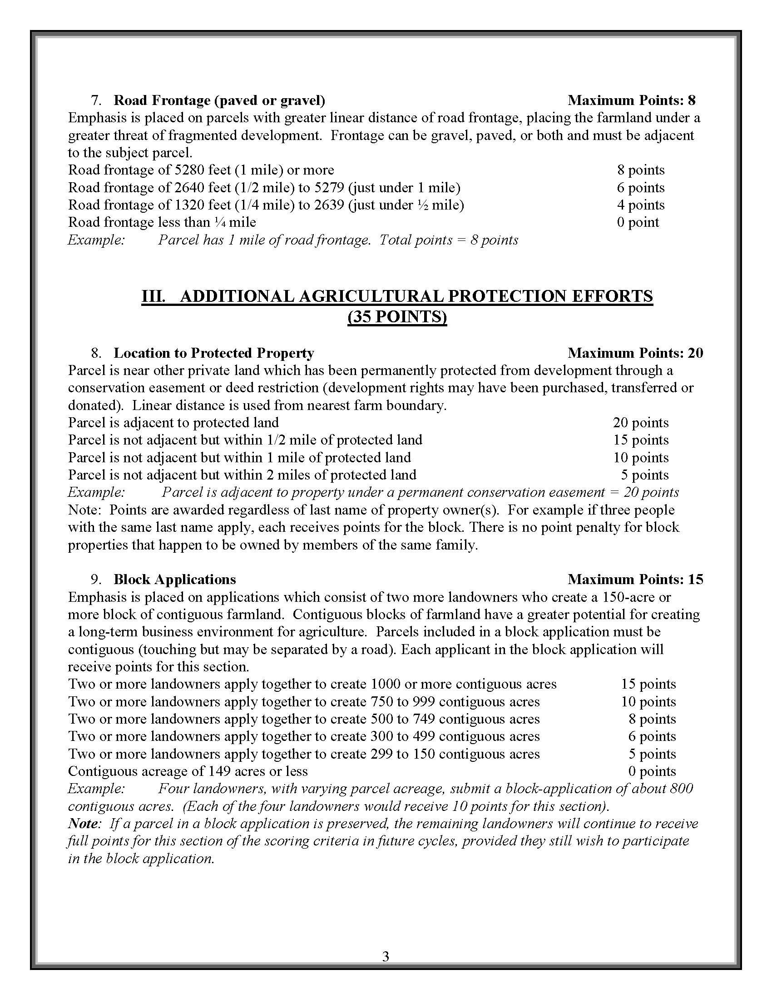 7. Road Frontage (paved or gravel) Maximum Points: 8
Emphasis is placed on parcels with greater linear distance of road frontage, placing the farmland under a
greater threat of fragmented development. Frontage can be gravel, paved, or both and must be adjacent
to the subject parcel.
Road frontage of 5280 feet (1 mile) or more 8 points
Road frontage of 2640 feet (1/2 mile) to 5279 (just under 1 mile) 6 points
Road frontage of 1320 feet (1/4 mile) to 2639 (just under ½ mile) 4 points
Road frontage less than ¼ mile 0 point
Example: Parcel has 1 mile of road frontage. Total points = 8 points
III. ADDITIONAL AGRICULTURAL PROTECTION EFFORTS
(35 POINTS)
8. Location to Protected Property Maximum Points: 20
Parcel is near other private land which has been permanently protected from development through a
conservation easement or deed restriction (development rights may have been purchased, transferred or
donated). Linear distance is used from nearest farm boundary.
Parcel is adjacent to protected land 20 points
Parcel is not adjacent but within 1/2 mile of protected land 15 points
Parcel is not adjacent but within 1 mile of protected land 10 points
Parcel is not adjacent but within 2 miles of protected land 5 points
Example: Parcel is adjacent to property under a permanent conservation easement = 20 points
Note: Points are awarded regardless of last name of property owner(s). For example if three people
with the same last name apply, each receives points for the block. There is no point penalty for block
properties that happen to be owned by members of the same family.
9. Block Applications Maximum Points: 15
Emphasis is placed on applications which consist of two more landowners who create a 150-acre or
more block of contiguous farmland. Contiguous blocks of farmland have a greater potential for creating
a long-term business environment for agriculture. Parcels included in a block application must be
contiguous (touching but may be separated by a road). Each applicant in the block application will
receive points for this section.
Two or more landowners apply together to create 1000 or more contiguous acres 15 points
Two or more landowners apply together to create 750 to 999 contiguous acres 10 points
Two or more landowners apply together to create 500 to 749 contiguous acres 8 points
Two or more landowners apply together to create 300 to 499 contiguous acres 6 points
Two or more landowners apply together to create 299 to 150 contiguous acres 5 points
Contiguous acreage of 149 acres or less 0 points
Example: Four landowners, with varying parcel acreage, submit a block-application of about 800
contiguous acres. (Each of the four landowners would receive 10 points for this section).
Note: If a parcel in a block application is preserved, the remaining landowners will continue to receive
full points for this section of the scoring criteria in future cycles, provided they still wish to participate
in the block application.
3